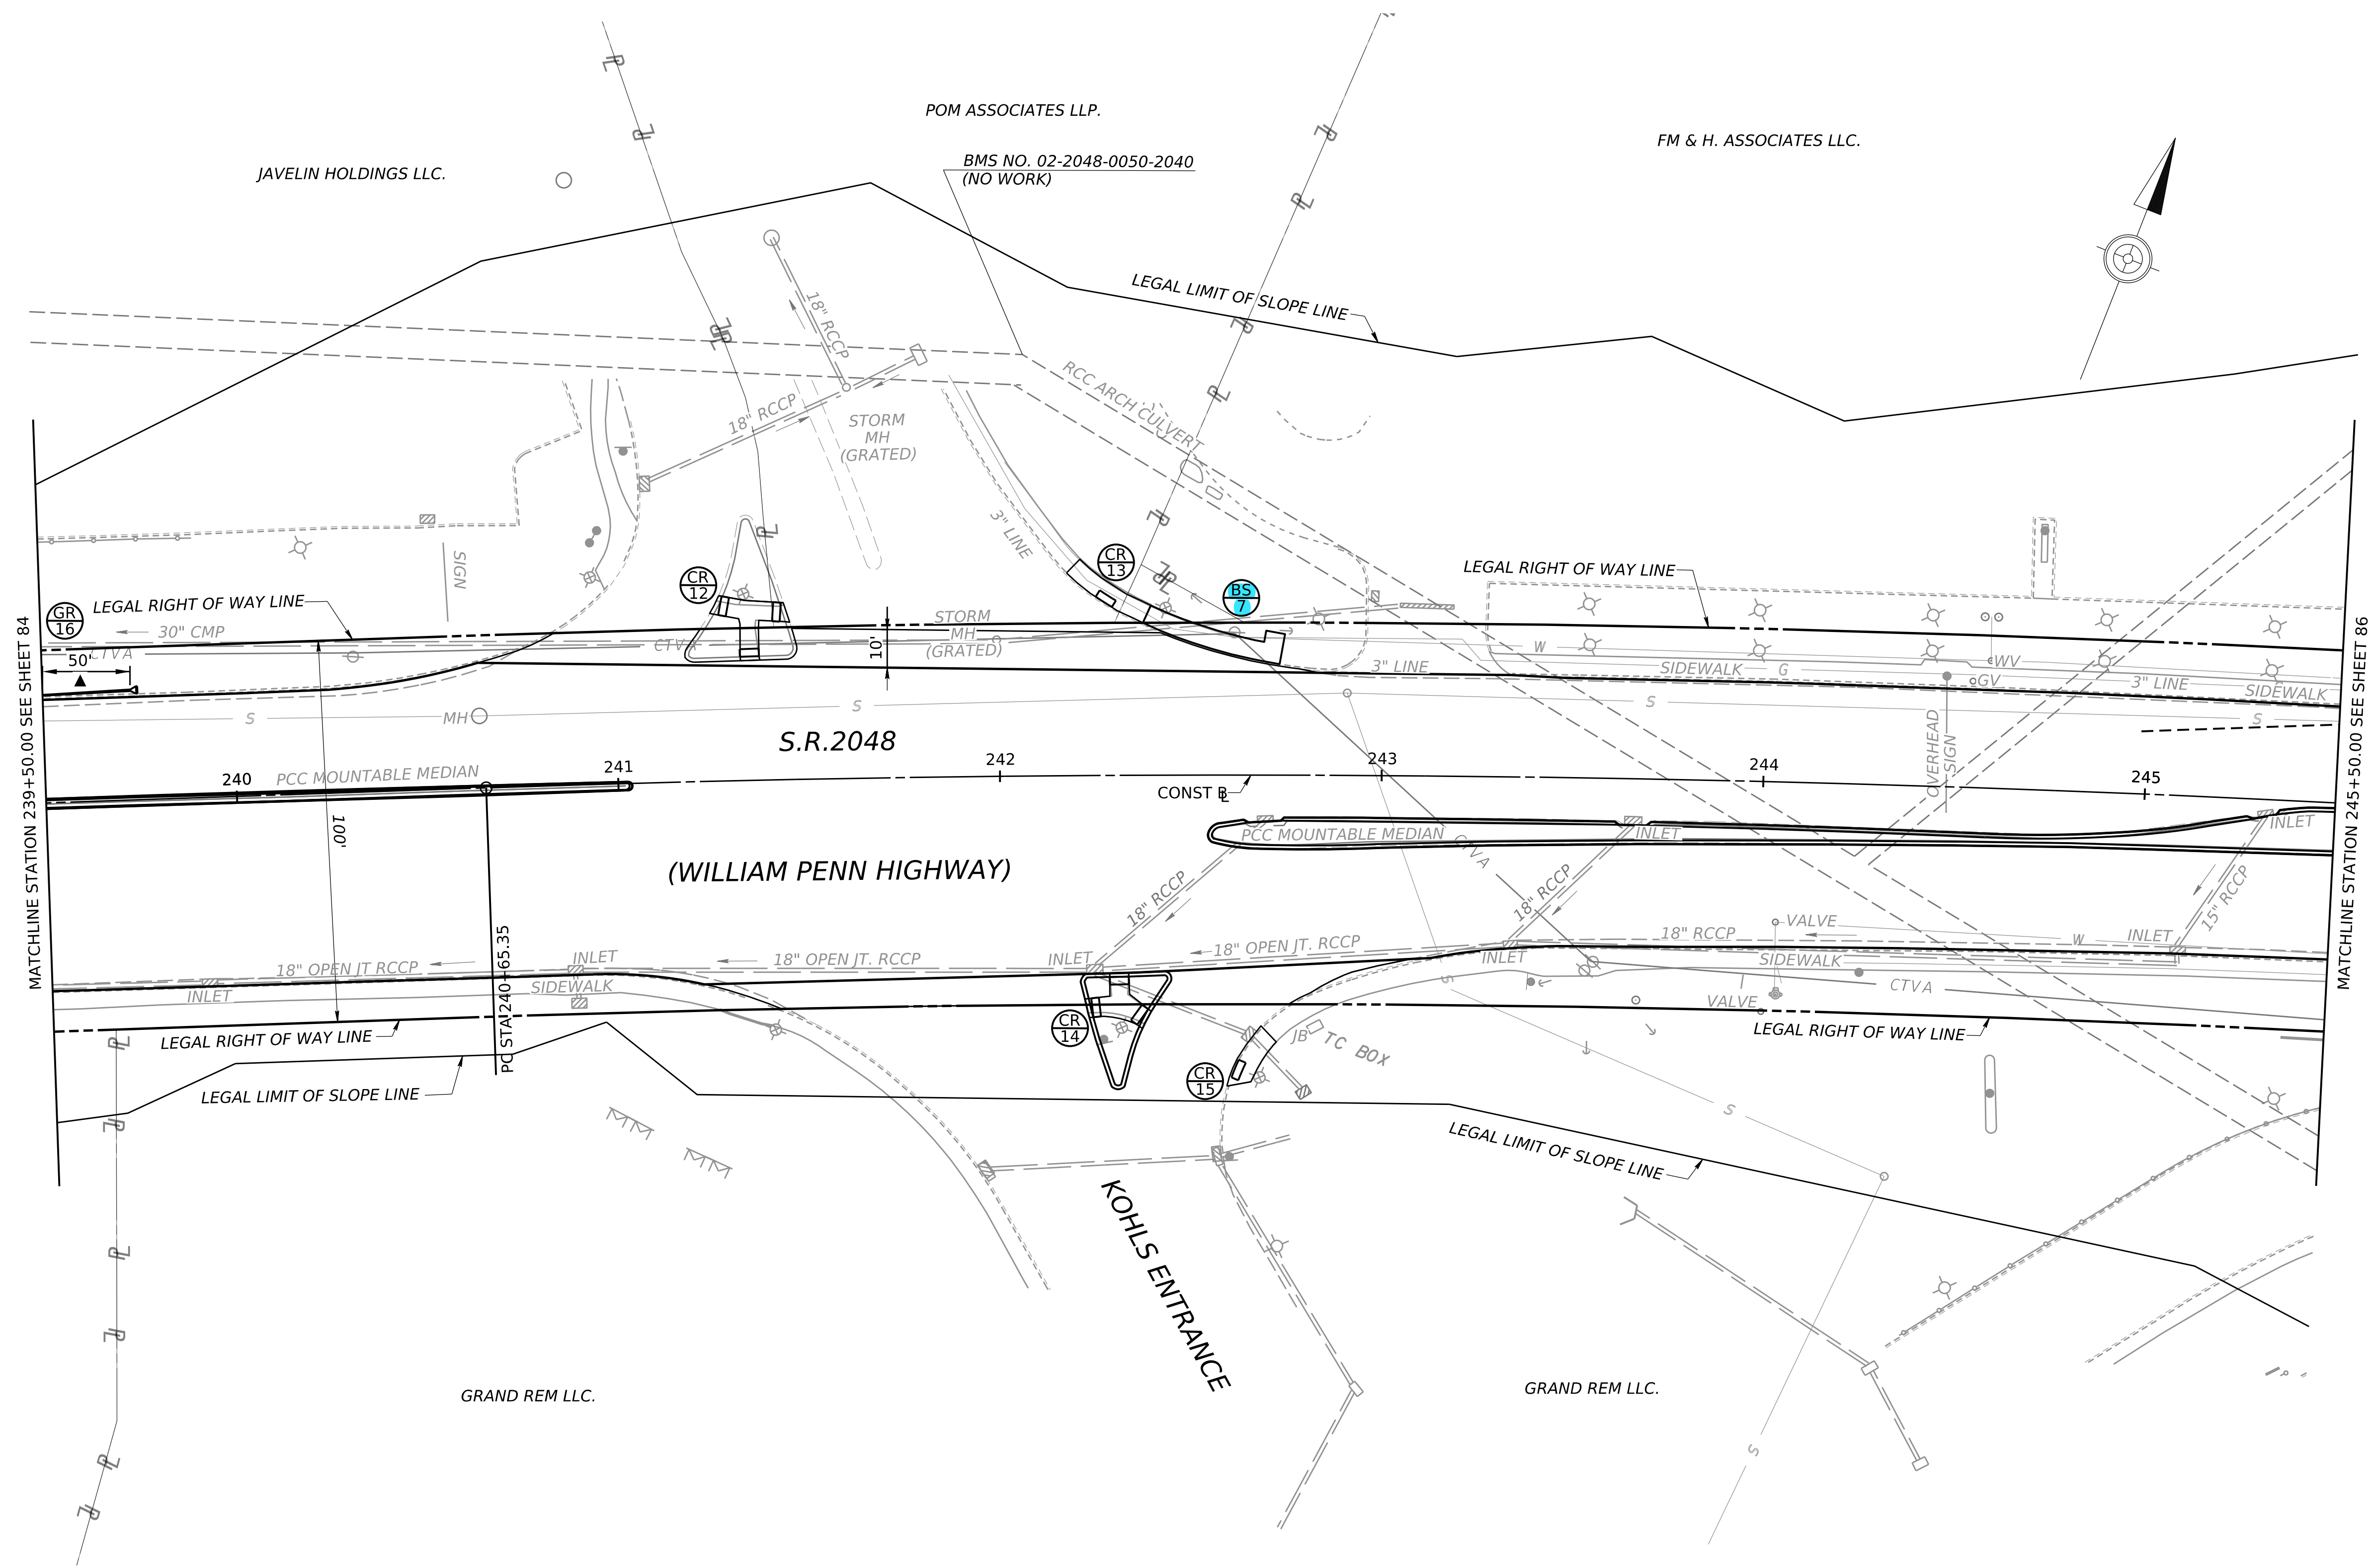 POM ASSOCIATES LLP.
FM & H. ASSOCIATES LLC.
JAVELIN HOLDINGS LLC.
BMS NO. 02-2048-0050-2040
(NO WORK)
LEGAL LIMIT OF SLOPE LINE
18" RCCP
RCC ARCH CULVERT
18" RCCP
STORM
MH
(GRATED)
3" LINE
SIGN
CR
13
CR
12
BS
7
LEGAL RIGHT OF WAY LINE
GR
16
LEGAL RIGHT OF WAY LINE
30" CMP
CTVA
50'
CTVA
10'
STORM
MH
(GRATED)
3" LINE
W
SIDEWALK
G
WV
GV
3" LINE
SIDEWALK
S
MH
S
S
S
S.R.2048
OVERHEAD
SIGN
240
PCC MOUNTABLE MEDIAN
241
242
243
244
245
CONST BL
100'
PCC MOUNTABLE MEDIAN
INLET
INLET
CTVA
(WILLIAM PENN HIGHWAY)
18" RCCP
18" RCCP
15" RCCP
MATCHLINE STATION 239+50.00 SEE SHEET 84
MATCHLINE STATION 245+50.00 SEE SHEET 86
VALVE
18" RCCP
W
INLET
18" OPEN JT RCCP
INLET
18" OPEN JT. RCCP
INLET
18" OPEN JT. RCCP
INLET
SIDEWALK
INLET
SIDEWALK
S
CTVA
VALVE
PC STA 240+65.35
LEGAL RIGHT OF WAY LINE
CR
14
JB
TC BOX
LEGAL RIGHT OF WAY LINE
CR
15
LEGAL LIMIT OF SLOPE LINE
S
LEGAL LIMIT OF SLOPE LINE
KOHLS ENTRANCE
GRAND REM LLC.
GRAND REM LLC.
S